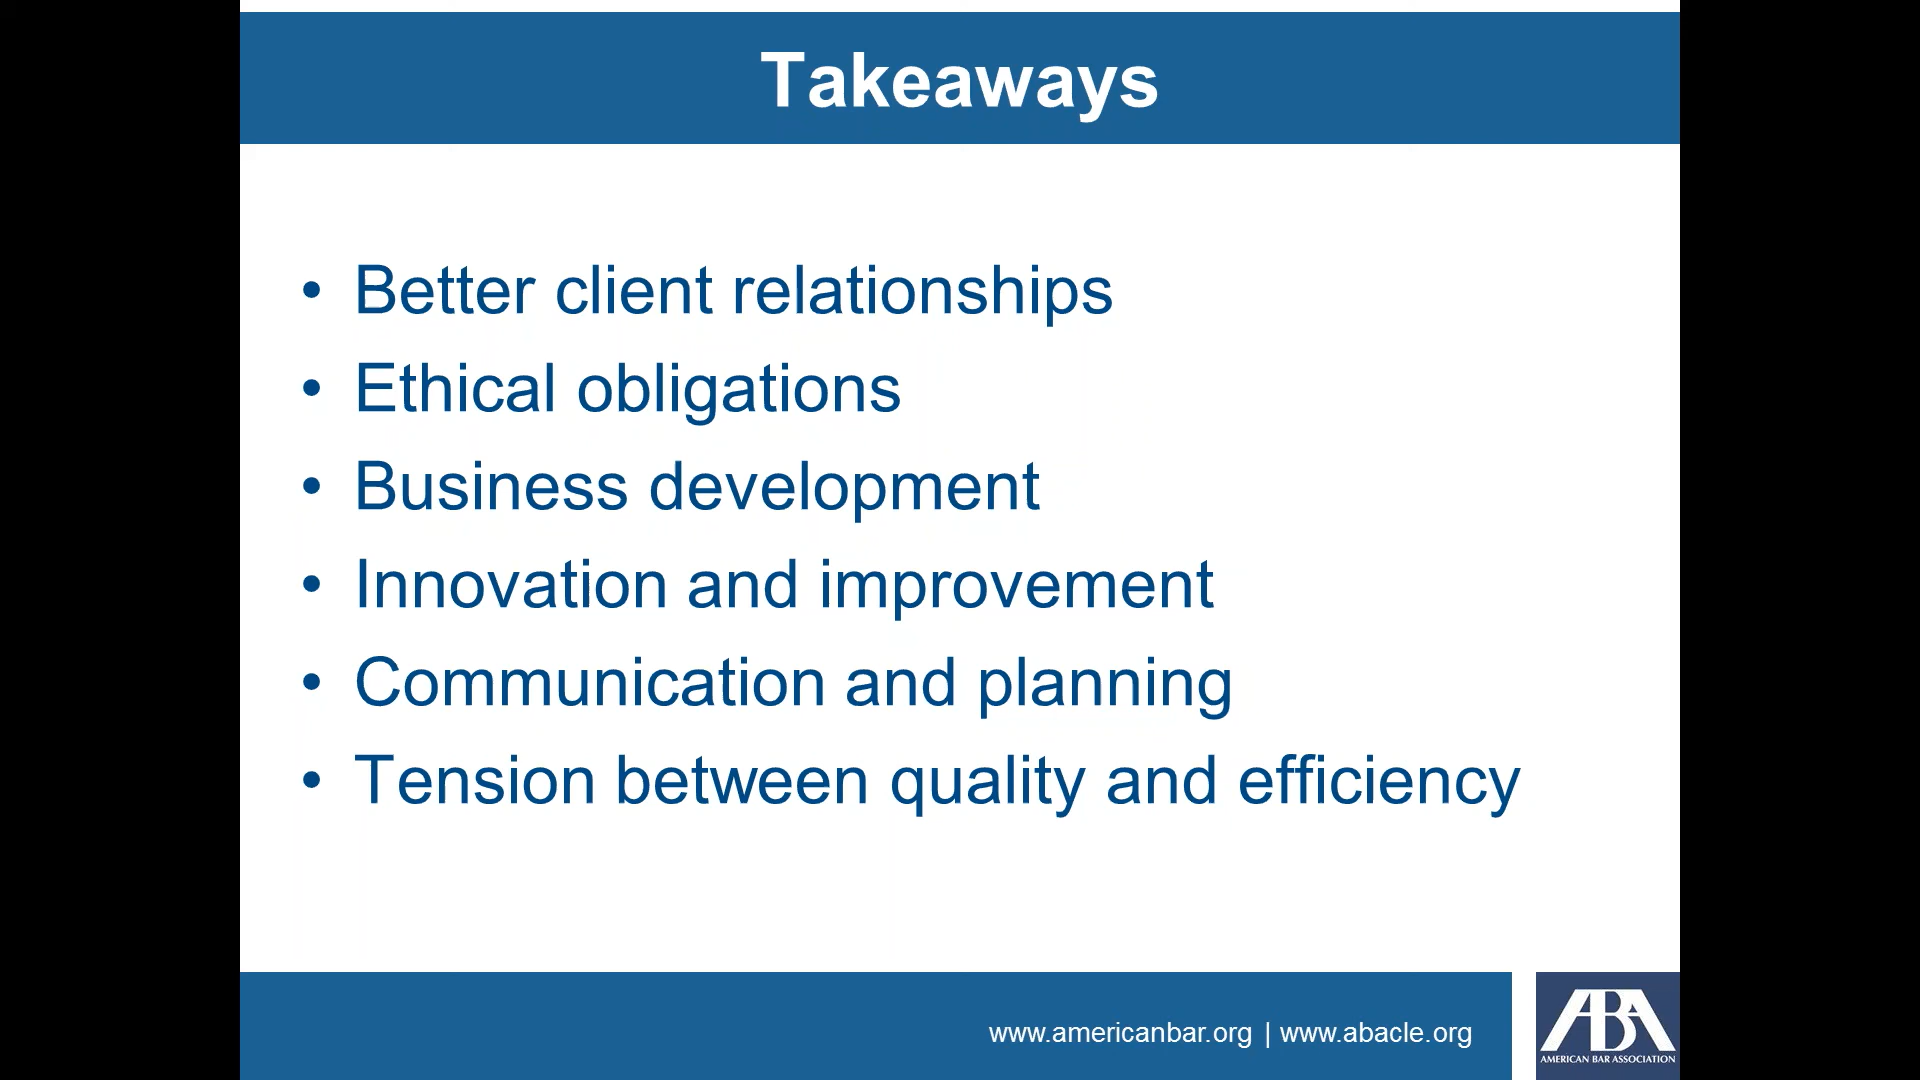 Takeaways
• Better client relationships
• Ethical obligations
• Business development
• Innovation and improvement
• Communication and planning
• Tension between quality and efficiency
www.americanbar.org | www.abacle.org
ABA
AMERICAN BAR ASSOCIATION